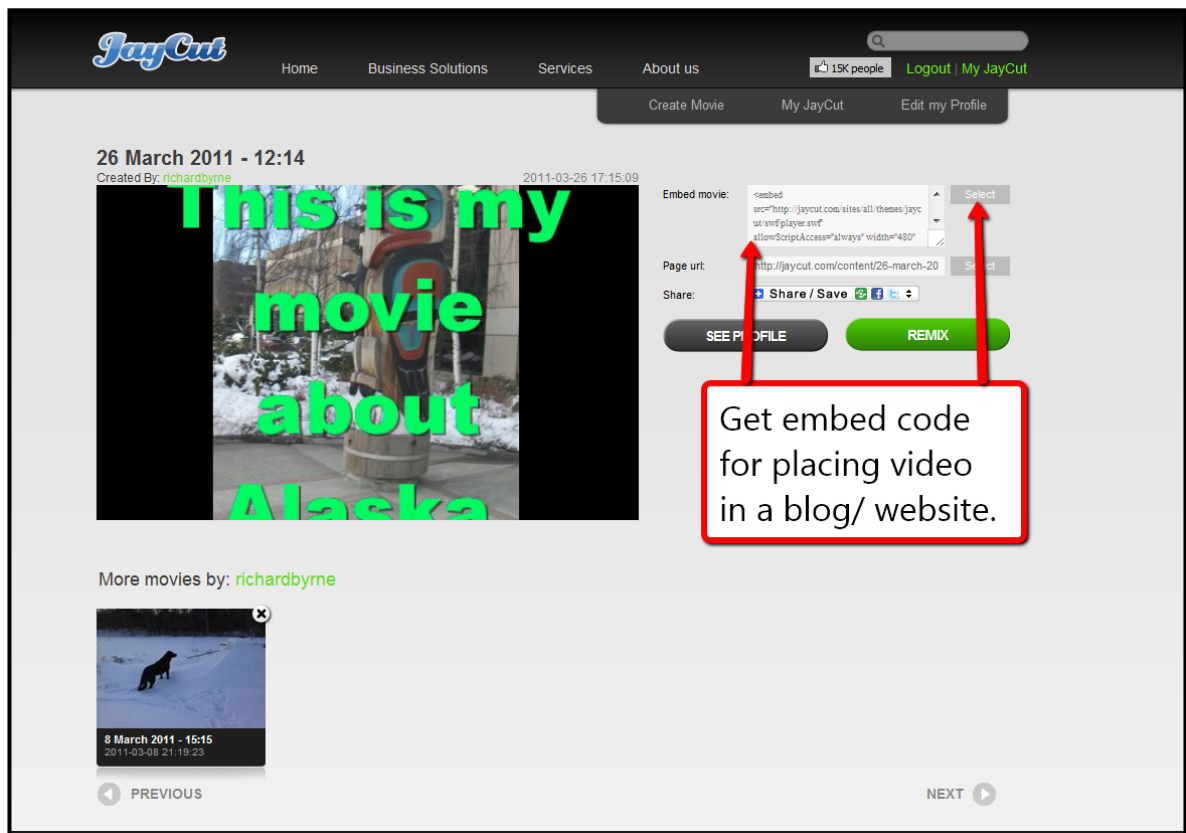 JayCut
Home Business Solutions Services About us
15K people Logout | My JayCut
Create Movie My JayCut Edit my Profile
26 March 2011 - 12:14
Created By: richardbyrne 2011-03-26 17:15:09
This is my
movie
about
Alaska
Embed movie:
<embed
src="http://jaycut.com/sites/all/themes/jayc
ut/swf/player.swf"
allowScriptAccess="always" width="480"
Select
Page url: http://jaycut.com/content/26-march-20 Select
Share: Share / Save
SEE PROFILE REMIX
Get embed code
for placing video
in a blog/ website.
More movies by: richardbyrne
8 March 2011 - 15:15
2011-03-08 21:19:23
PREVIOUS NEXT